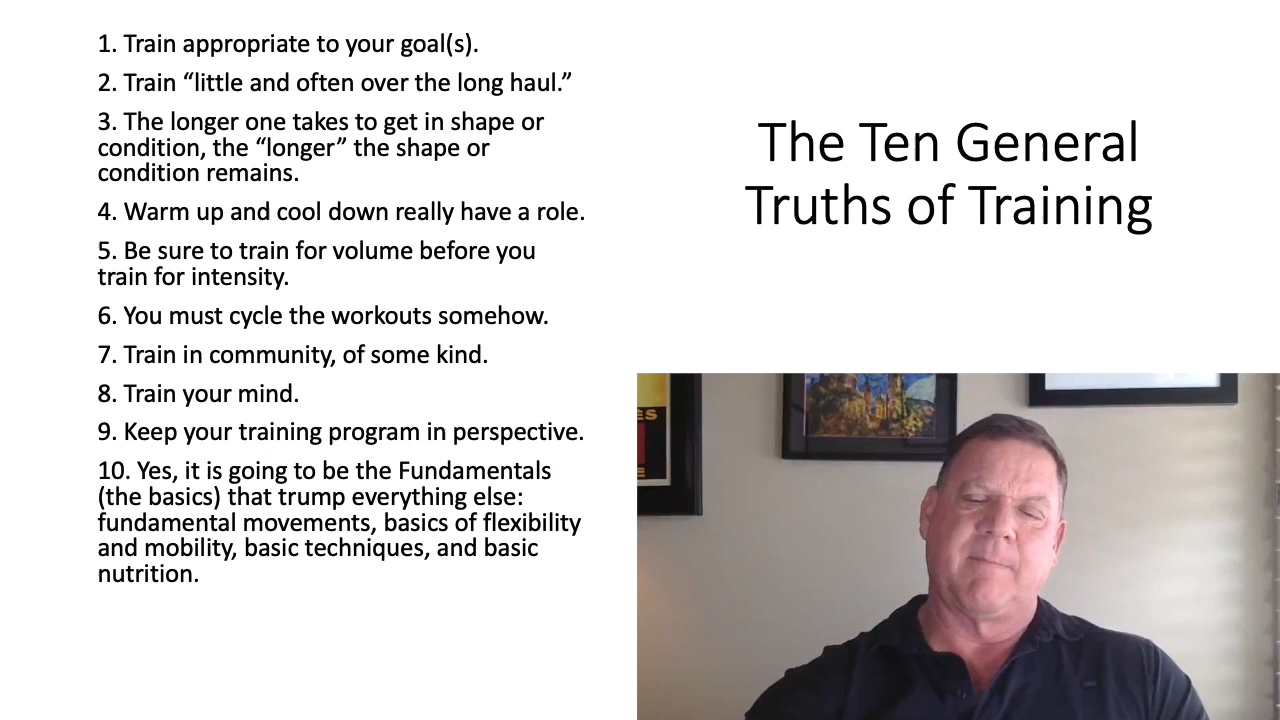 1. Train appropriate to your goal(s).
2. Train “little and often over the long haul.”
3. The longer one takes to get in shape or
condition, the “longer” the shape or
condition remains.
4. Warm up and cool down really have a role.
5. Be sure to train for volume before you
train for intensity.
6. You must cycle the workouts somehow.
7. Train in community, of some kind.
8. Train your mind.
9. Keep your training program in perspective.
10. Yes, it is going to be the Fundamentals
(the basics) that trump everything else:
fundamental movements, basics of flexibility
and mobility, basic techniques, and basic
nutrition.
The Ten General
Truths of Training